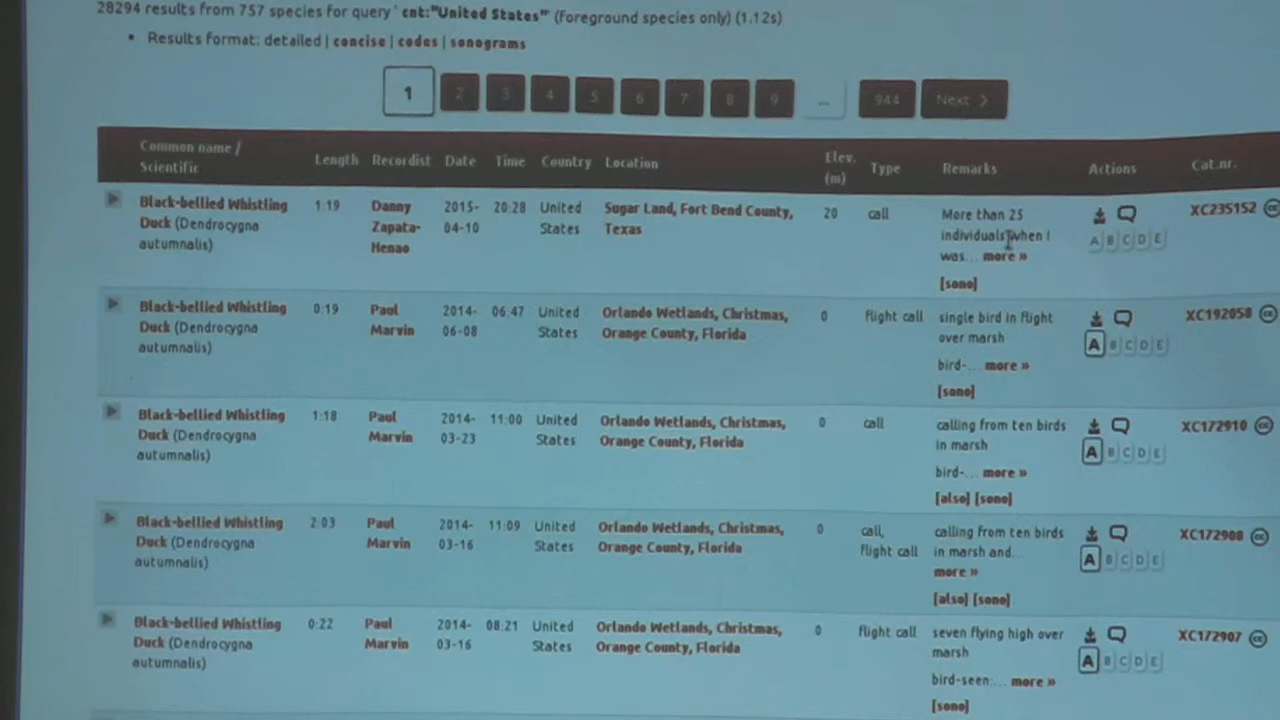 28294 results from 757 species for query ' cnt:"United States"' (foreground species only) (1.12s)
• Results format: detailed | concise | codes | sonograms
1 2 3 4 5 6 7 8 9 ... 944 Next >
Common name / Scientific Length Recordist Date Time Country Location Elev. (m) Type Remarks Actions Cat.nr.
Black-bellied Whistling 1:19 Danny 2015- 20:28 United Sugar Land, Fort Bend County, 20 call More than 25 XC235152
Duck (Dendrocygna Zapata- 04-10 States Texas individuals when I A B C D E
autumnalis) Henao was... more »
[sono]
Black-bellied Whistling 0:19 Paul 2014- 06:47 United Orlando Wetlands, Christmas, 0 flight call single bird in flight XC192058
Duck (Dendrocygna Marvin 06-08 States Orange County, Florida over marsh A B C D E
autumnalis) bird-... more »
[sono]
Black-bellied Whistling 1:18 Paul 2014- 11:00 United Orlando Wetlands, Christmas, 0 call calling from ten birds XC172910
Duck (Dendrocygna Marvin 03-23 States Orange County, Florida in marsh A B C D E
autumnalis) bird-... more »
[also] [sono]
Black-bellied Whistling 2:03 Paul 2014- 11:09 United Orlando Wetlands, Christmas, 0 call, calling from ten birds XC172908
Duck (Dendrocygna Marvin 03-16 States Orange County, Florida flight call in marsh and... A B C D E
autumnalis) more »
[also] [sono]
Black-bellied Whistling 0:22 Paul 2014- 08:21 United Orlando Wetlands, Christmas, 0 flight call seven flying high over XC172907
Duck (Dendrocygna Marvin 03-16 States Orange County, Florida marsh A B C D E
autumnalis) bird-seen:... more »
[sono]